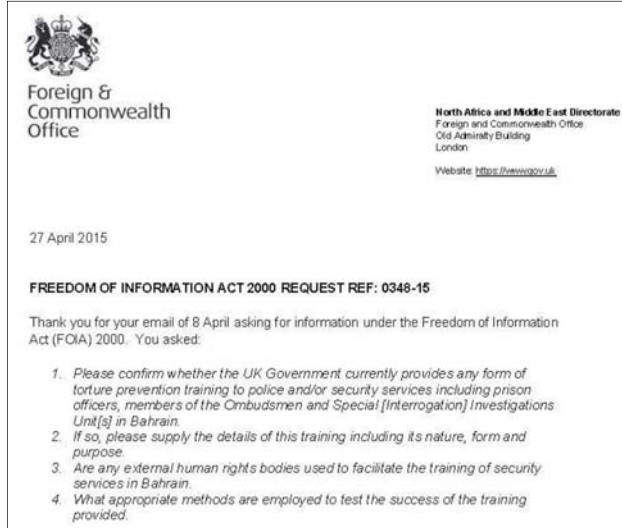 Foreign &
Commonwealth
Office
North Africa and Middle East Directorate
Foreign and Commonwealth Office
Old Admiralty Building
London
Website: https://www.gov.uk
27 April 2015
FREEDOM OF INFORMATION ACT 2000 REQUEST REF: 0348-15
Thank you for your email of 8 April asking for information under the Freedom of Information
Act (FOIA) 2000. You asked:
1. Please confirm whether the UK Government currently provides any form of
torture prevention training to police and/or security services including prison
officers, members of the Ombudsmen and Special [Interrogation] Investigations
Unit[s] in Bahrain.
2. If so, please supply the details of this training including its nature, form and
purpose.
3. Are any external human rights bodies used to facilitate the training of security
services in Bahrain.
4. What appropriate methods are employed to test the success of the training
provided.